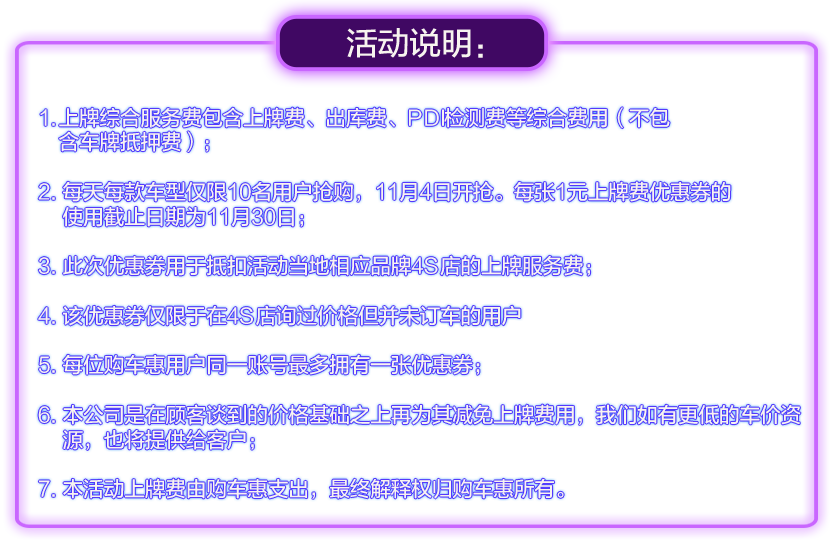 活动说明：
1.上牌综合服务费包含上牌费、出库费、PDI检测费等综合费用（不包
含车牌抵押费）；
2. 每天每款车型仅限10名用户抢购，11月4日开抢。每张1元上牌费优惠券的
使用截止日期为11月30日；
3. 此次优惠券用于抵扣活动当地相应品牌4S店的上牌服务费；
4. 该优惠券仅限于在4S店询过价格但并未订车的用户
5. 每位购车惠用户同一账号最多拥有一张优惠券；
6. 本公司是在顾客谈到的价格基础之上再为其减免上牌费用，我们如有更低的车价资
源，也将提供给客户；
7. 本活动上牌费由购车惠支出，最终解释权归购车惠所有。